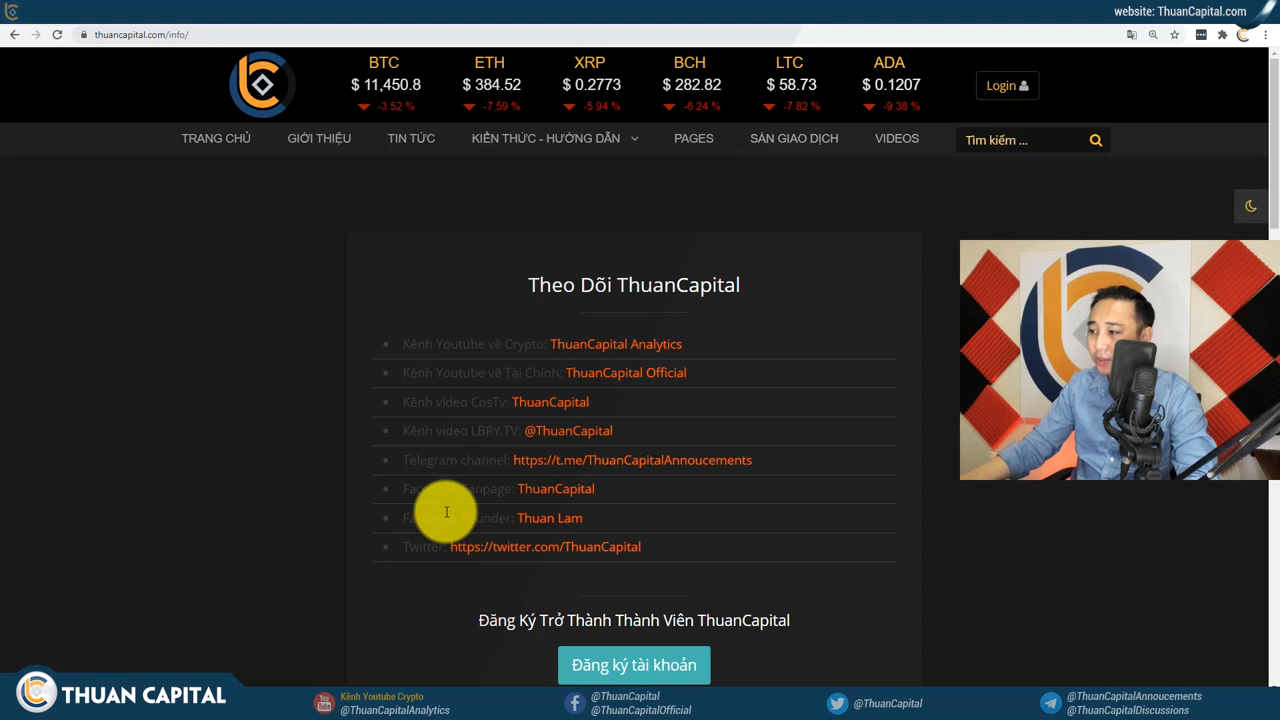 website: ThuanCapital.com
thuancapital.com/info/
BTC ETH XRP BCH LTC ADA
$ 11,450.8 $ 384.52 $ 0.2773 $ 282.82 $ 58.73 $ 0.1207
-3.52 % -7.59 % -5.94 % -6.24 % -7.82 % -9.38 %
Login
TRANG CHỦ GIỚI THIỆU TIN TỨC KIẾN THỨC - HƯỚNG DẪN PAGES SÀN GIAO DỊCH VIDEOS Tìm kiếm ...
Theo Dõi ThuanCapital
Kênh Youtube về Crypto: ThuanCapital Analytics
Kênh Youtube về Tài Chính: ThuanCapital Official
Kênh video CosTv: ThuanCapital
Kênh video LBRY.TV: @ThuanCapital
Telegram channel: https://t.me/ThuanCapitalAnnoucements
ThuanCapital
Thuan Lam
Twitter: https://twitter.com/ThuanCapital
Đăng Ký Trở Thành Thành Viên ThuanCapital
Đăng ký tài khoản
THUAN CAPITAL
Kênh Youtube Crypto
@ThuanCapitalAnalytics
@ThuanCapital
@ThuanCapitalOfficial
@ThuanCapital
@ThuanCapitalAnnoucements
@ThuanCapitalDiscussions